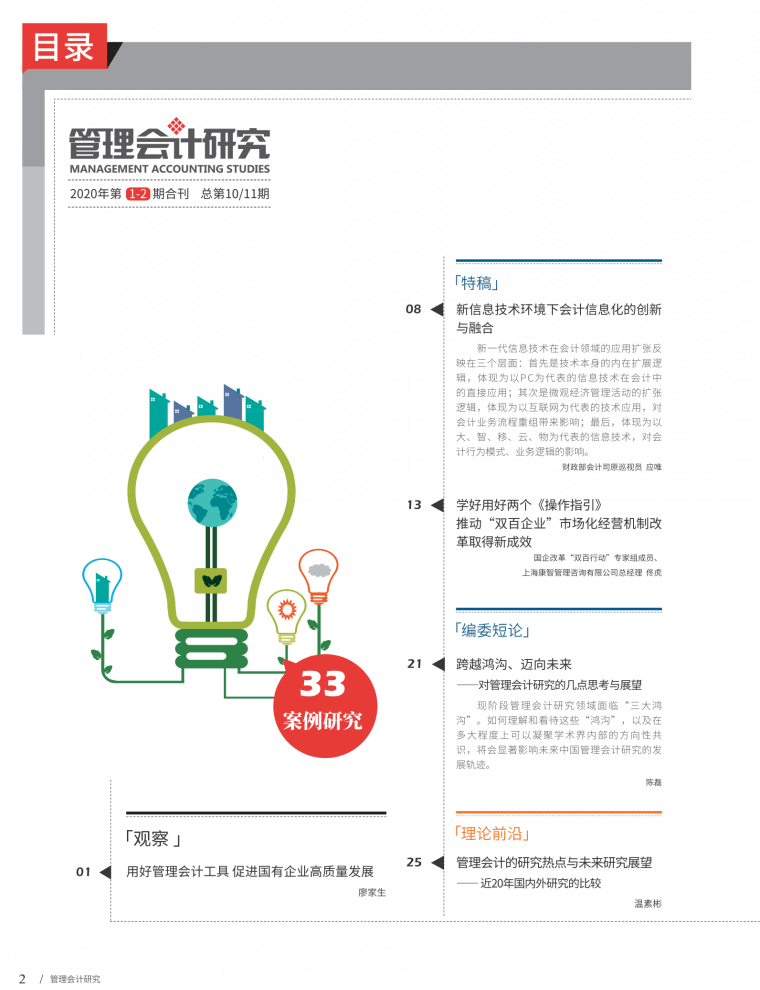 目录
管理会计研究
MANAGEMENT ACCOUNTING STUDIES
2020年第 1-2 期合刊 总第10/11期
「特稿」
08 新信息技术环境下会计信息化的创新
与融合
新一代信息技术在会计领域的应用扩张反
映在三个层面：首先是技术本身的内在扩展逻
辑，体现为以PC为代表的信息技术在会计中
的直接应用；其次是微观经济管理活动的扩张
逻辑，体现为以互联网为代表的技术应用，对
会计业务流程重组带来影响；最后，体现为以
大、智、移、云、物为代表的信息技术，对会
计行为模式、业务逻辑的影响。
财政部会计司原巡视员 应唯
13 学好用好两个《操作指引》
推动“双百企业”市场化经营机制改
革取得新成效
国企改革“双百行动”专家组成员、
上海康智管理咨询有限公司总经理 佟虎
「编委短论」
21 跨越鸿沟、迈向未来
——对管理会计研究的几点思考与展望
现阶段管理会计研究领域面临“三大鸿
沟”。如何理解和看待这些“鸿沟”，以及在
多大程度上可以凝聚学术界内部的方向性共
识，将会显著影响未来中国管理会计研究的发
展轨迹。
陈磊
「理论前沿」
25 管理会计的研究热点与未来研究展望
—— 近20年国内外研究的比较
温素彬
33
案例研究
「观察 」
01 用好管理会计工具 促进国有企业高质量发展
廖家生
2 / 管理会计研究